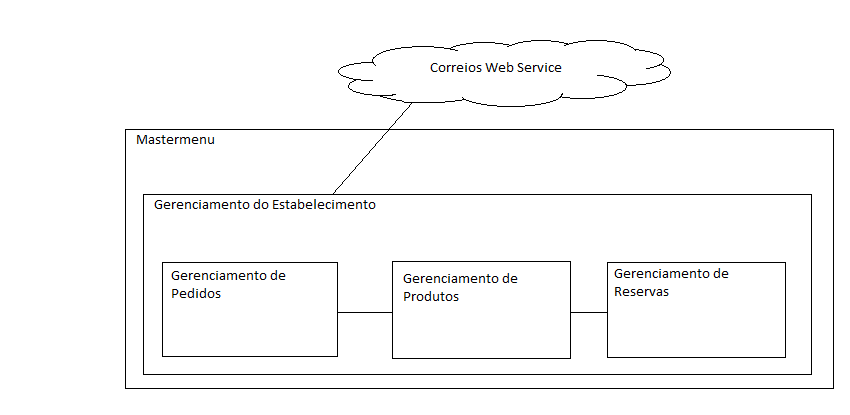 Correios Web Service
Mastermenu
Gerenciamento do Estabelecimento
Gerenciamento de
Pedidos
Gerenciamento de
Produtos
Gerenciamento de
Reservas